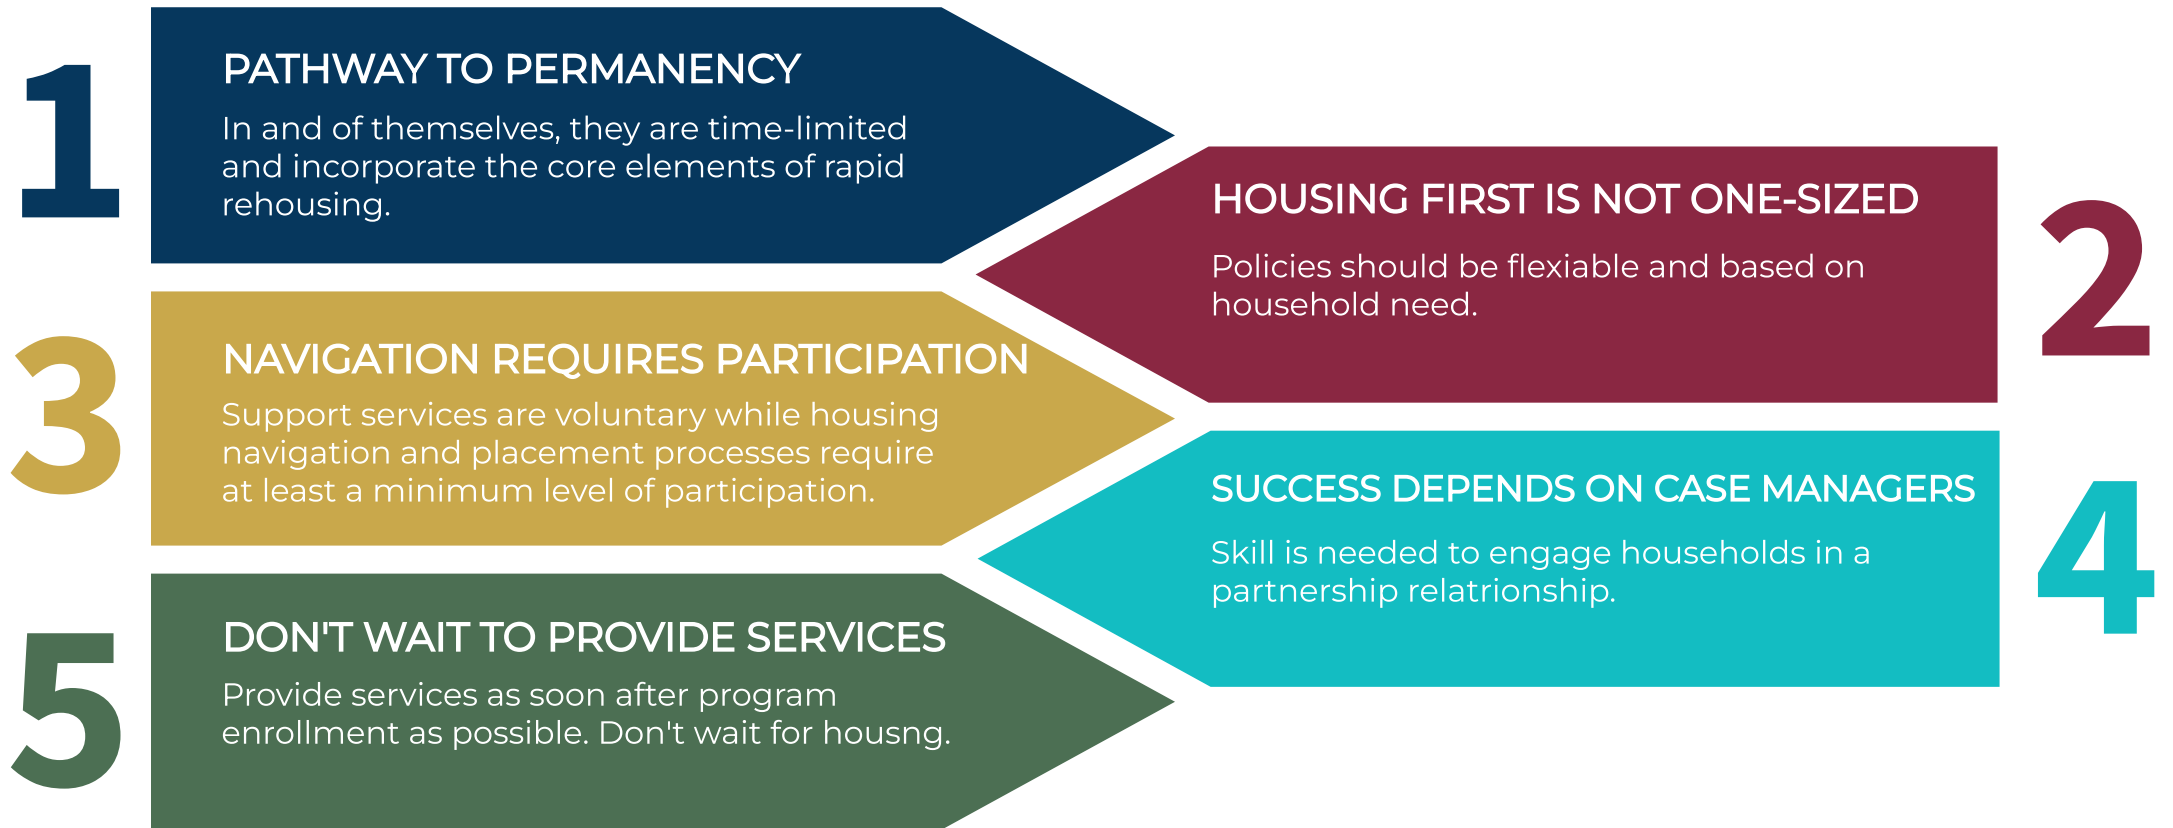 1
PATHWAY TO PERMANENCY
In and of themselves, they are time-limited
and incorporate the core elements of rapid
rehousing.
2
HOUSING FIRST IS NOT ONE-SIZED
Policies should be flexiable and based on
household need.
3
NAVIGATION REQUIRES PARTICIPATION
Support services are voluntary while housing
navigation and placement processes require
at least a minimum level of participation.
4
SUCCESS DEPENDS ON CASE MANAGERS
Skill is needed to engage households in a
partnership relatrionship.
5
DON'T WAIT TO PROVIDE SERVICES
Provide services as soon after program
enrollment as possible. Don't wait for housng.